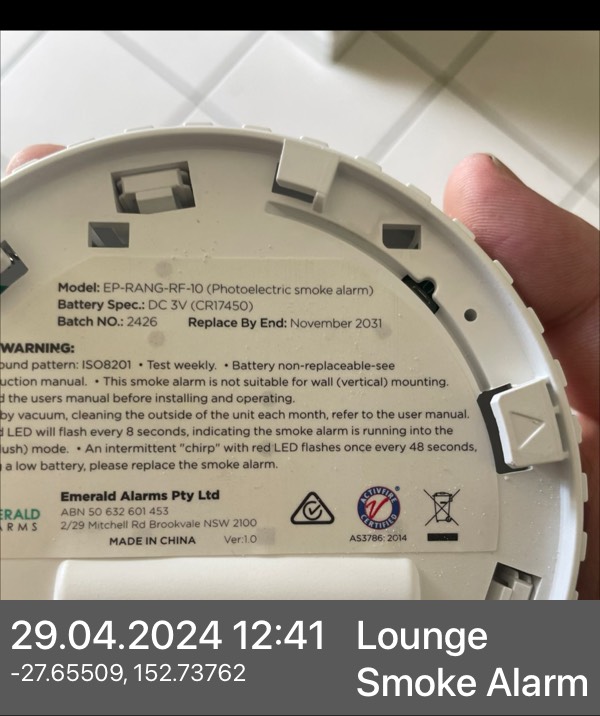 Model: EP-RANG-RF-10 (Photoelectric smoke alarm)
Battery Spec.: DC 3V (CR17450)
Batch NO.: 2426 Replace By End: November 2031
WARNING:
ound pattern: ISO8201 • Test weekly. • Battery non-replaceable-see
uction manual. • This smoke alarm is not suitable for wall (vertical) mounting.
d the users manual before installing and operating.
by vacuum, cleaning the outside of the unit each month, refer to the user manual.
d LED will flash every 8 seconds, indicating the smoke alarm is running into the
lush) mode. • An intermittent "chirp" with red LED flashes once every 48 seconds,
a low battery, please replace the smoke alarm.
Emerald Alarms Pty Ltd
ERALD
ARMS
ABN 50 632 601 453
2/29 Mitchell Rd Brookvale NSW 2100
MADE IN CHINA Ver:1.0
ACTIVFIRE
CERTIFIED
AS3786: 2014
29.04.2024 12:41
-27.65509, 152.73762
Lounge
Smoke Alarm